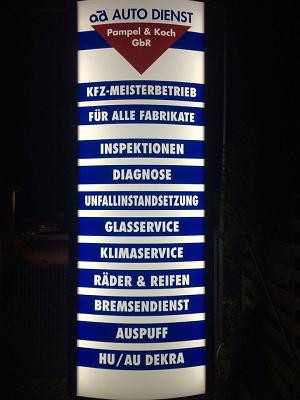 ad AUTO DIENST
Pampel & Koch
GbR
KFZ-MEISTERBETRIEB
FÜR ALLE FABRIKATE
INSPEKTIONEN
DIAGNOSE
UNFALLINSTANDSETZUNG
GLASSERVICE
KLIMASERVICE
RÄDER & REIFEN
BREMSENDIENST
AUSPUFF
HU/AU DEKRA